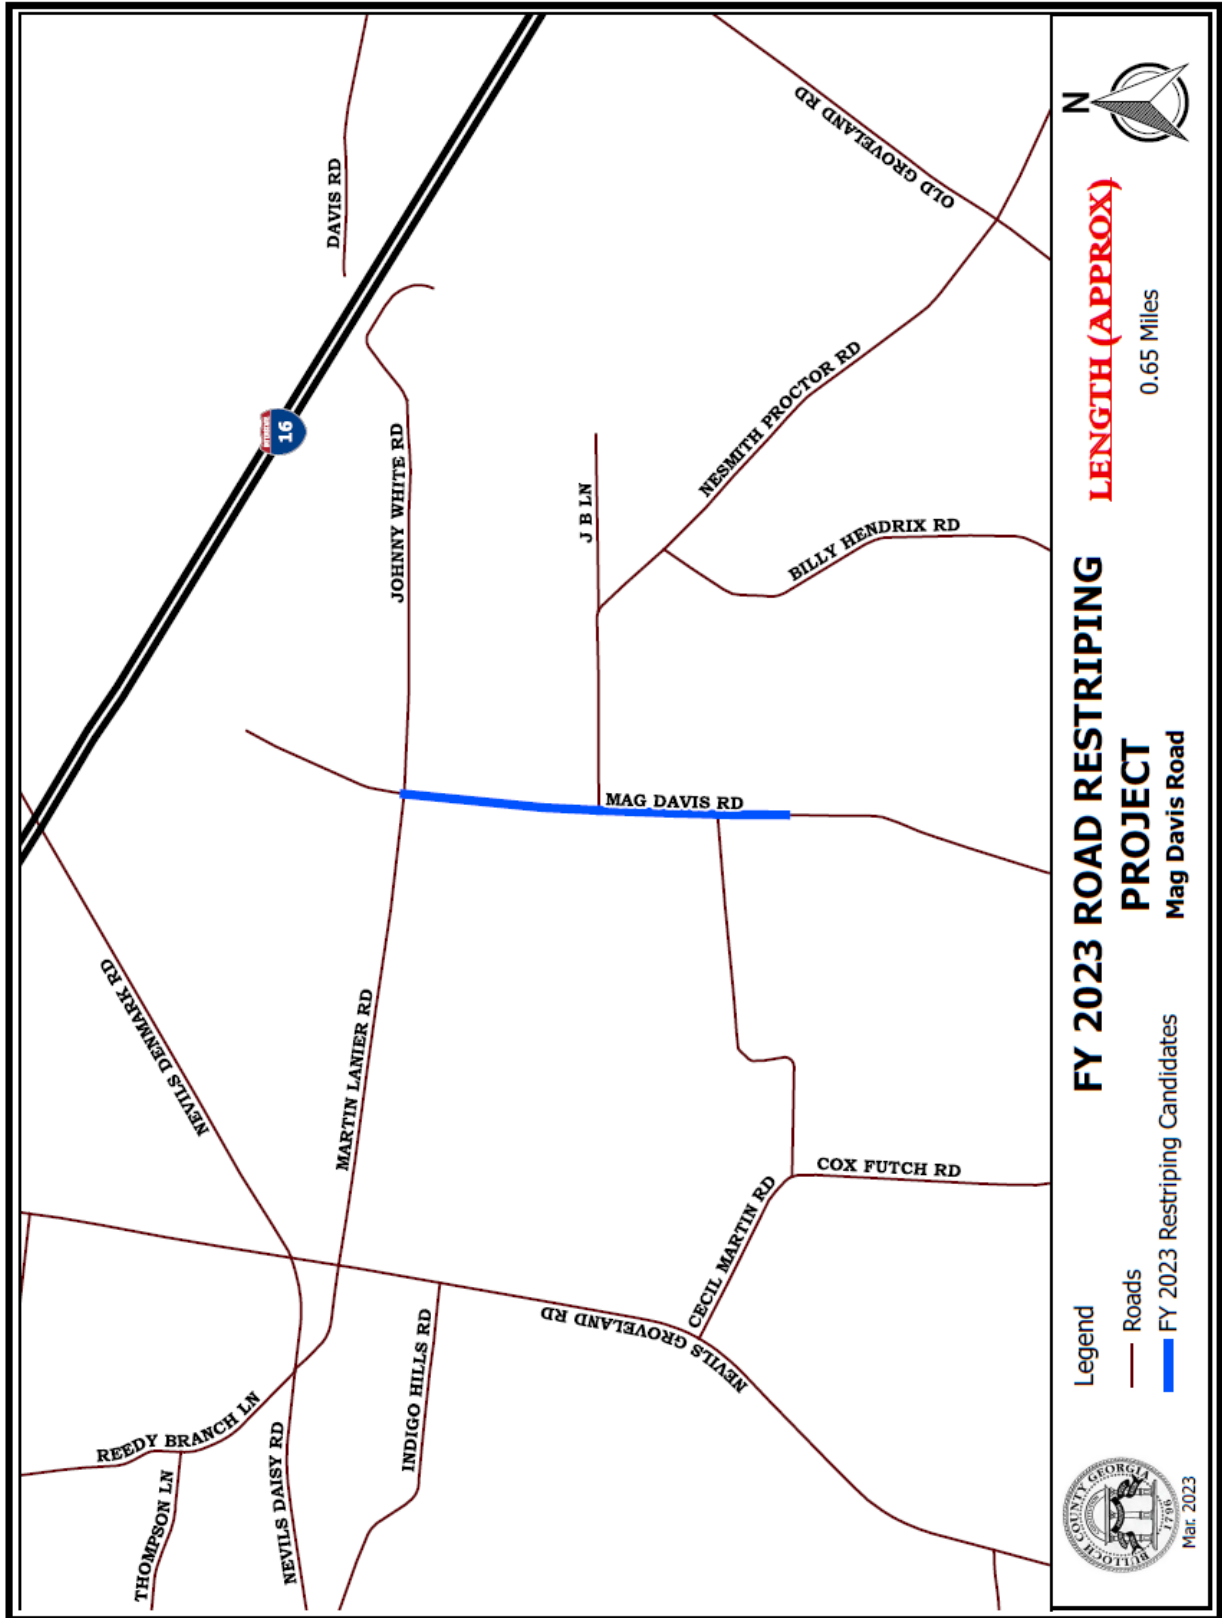 DAVIS RD
OLD GROVELAND RD
16
JOHNNY WHITE RD
J B LN
NESMITH PROCTOR RD
BILLY HENDRIX RD
MAG DAVIS RD
NEVILS DENMARK RD
MARTIN LANIER RD
COX FUTCH RD
CECIL MARTIN RD
NEVILS GROVELAND RD
INDIGO HILLS RD
REEDY BRANCH LN
THOMPSON LN
NEVILS DAISY RD
BULLOCH COUNTY GEORGIA
1796
Mar. 2023
Legend
Roads
FY 2023 Restriping Candidates
FY 2023 ROAD RESTRIPING
PROJECT
Mag Davis Road
LENGTH (APPROX)
0.65 Miles
N